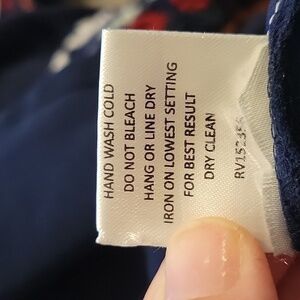 HAND WASH COLD
DO NOT BLEACH
HANG OR LINE DRY
IRON ON LOWEST SETTING
FOR BEST RESULT
DRY CLEAN